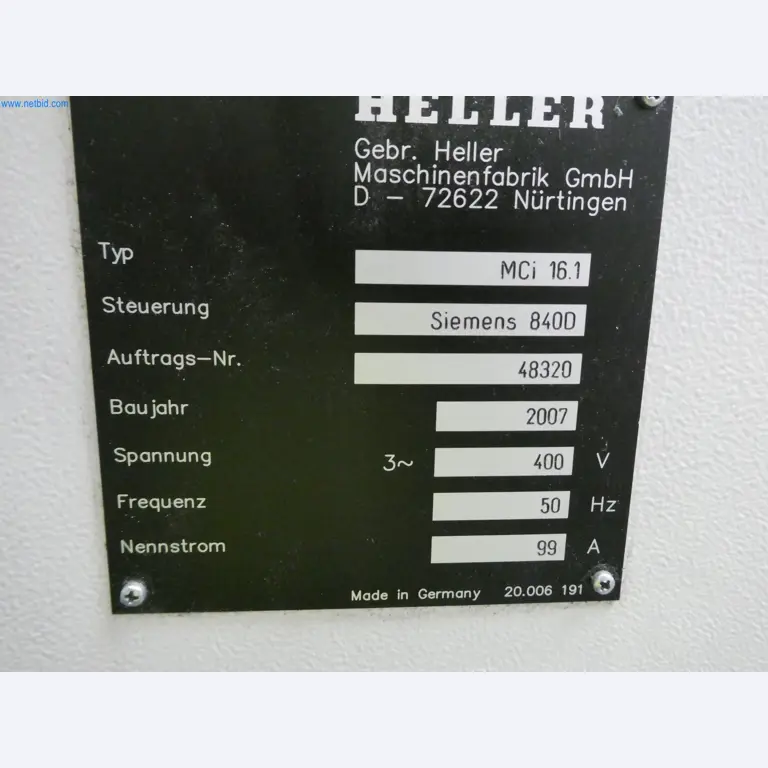 www.netbid.com
HELLER
Gebr. Heller
Maschinenfabrik GmbH
D – 72622 Nürtingen
Typ MCi 16.1
Steuerung Siemens 840D
Auftrags-Nr. 48320
Baujahr 2007
Spannung 3~ 400 V
Frequenz 50 Hz
Nennstrom 99 A
Made in Germany 20.006 191